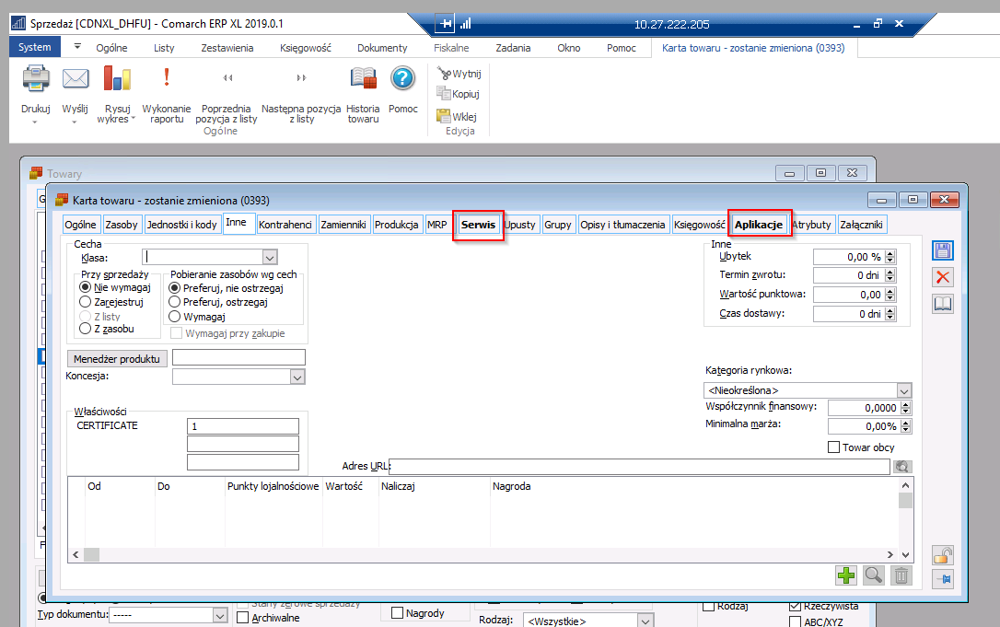 Sprzedaż [CDNXL_DHFU] - Comarch ERP XL 2019.0.1
10.27.222.205
System
Ogólne
Listy
Zestawienia
Księgowość
Dokumenty
Fiskalne
Zadania
Okno
Pomoc
Karta towaru - zostanie zmieniona (0393)
Drukuj
Wyślij
Rysuj wykres
Wykonanie raportu
Poprzednia pozycja z listy
Następna pozycja z listy
Historia towaru
Pomoc
Ogólne
Wytnij
Kopiuj
Wklej
Edycja
Towary
Karta towaru - zostanie zmieniona (0393)
Ogólne
Zasoby
Jednostki i kody
Inne
Kontrahenci
Zamienniki
Produkcja
MRP
Serwis
Upusty
Grupy
Opisy i tłumaczenia
Księgowość
Aplikacje
Atrybuty
Załączniki
Cecha
Klasa:
Przy sprzedaży
Nie wymagaj
Zarejestruj
Z listy
Z zasobu
Pobieranie zasobów wg cech
Preferuj, nie ostrzegaj
Preferuj, ostrzegaj
Wymagaj
Wymagaj przy zakupie
Inne
Ubytek 0,00 %
Termin zwrotu: 0 dni
Wartość punktowa: 0,00
Czas dostawy: 0 dni
Menedżer produktu
Koncesja:
Kategoria rynkowa:
<Nieokreślona>
Współczynnik finansowy: 0,0000
Minimalna marża: 0,00%
Towar obcy
Właściwości
CERTIFICATE 1
Adres URL:
Od Do Punkty lojalnościowe Wartość Naliczaj Nagroda
Stany zerowe sprzedaży
Typ dokumentu: -----
Archiwalne
Nagrody
Rodzaj: <Wszystkie>
Rodzaj
Rzeczywista
ABC/XYZ